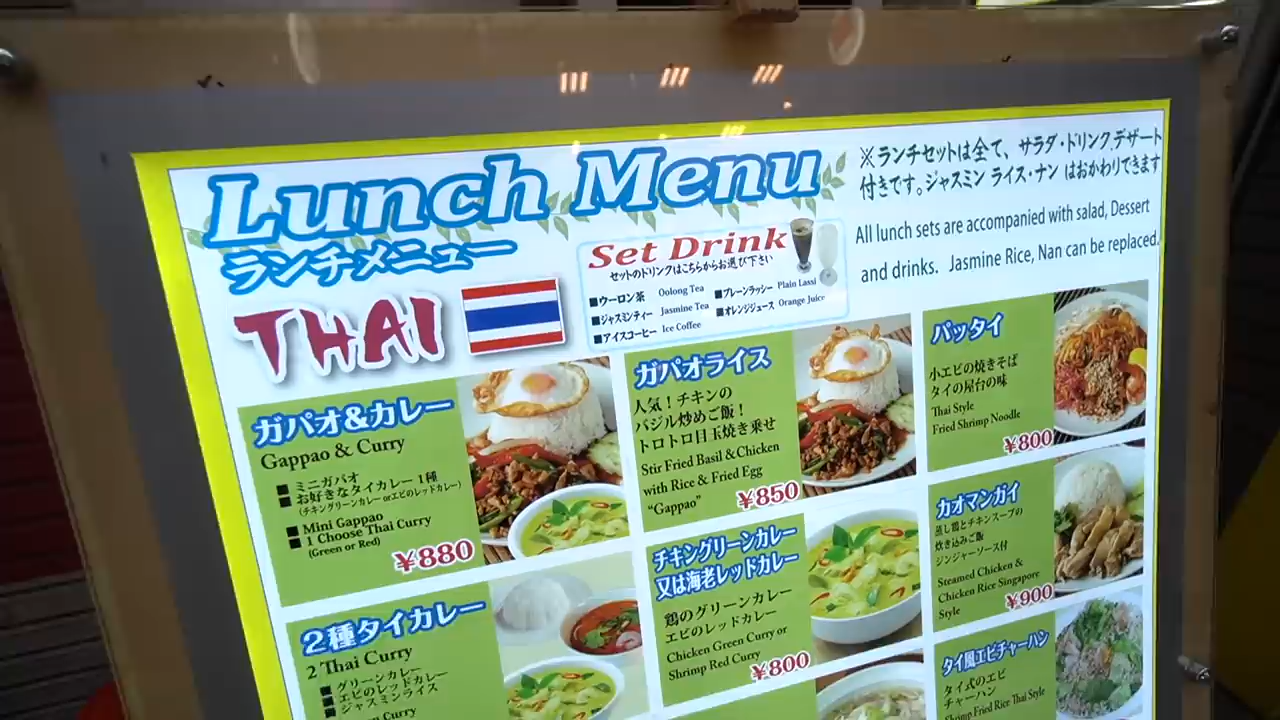 Lunch Menu
ランチメニュー
THAI
Set Drink
セットのドリンクはこちらからお選び下さい
■ウーロン茶 Oolong Tea
■ジャスミンティー Jasmine Tea
■アイスコーヒー Ice Coffee
■プレーンラッシー Plain Lassi
■オレンジジュース Orange Juice
※ランチセットは全て、サラダ・ドリンク,デザート
付きです。ジャスミン ライス・ナン はおかわりできます
All lunch sets are accompanied with salad, Dessert
and drinks. Jasmine Rice, Nan can be replaced.
ガパオ&カレー
Gappao & Curry
■ ミニガパオ
■ お好きなタイカレー 1種
(チキングリーンカレーorエビのレッドカレー)
■ Mini Gappao
■ 1 Choose Thai Curry
(Green or Red)
¥880
ガパオライス
人気!チキンの
バジル炒めご飯!
トロトロ目玉焼き乗せ
Stir Fried Basil & Chicken
with Rice & Fried Egg
“Gappao”
¥850
パッタイ
小エビの焼きそば
タイの屋台の味
Thai Style
Fried Shrimp Noodle
¥800
2種タイカレー
2 Thai Curry
■ グリーンカレー
■ エビのレッドカレー
■ ジャスミンライス
Curry
チキングリーンカレー
又は海老レッドカレー
鶏のグリーンカレー
エビのレッドカレー
Chicken Green Curry or
Shrimp Red Curry
¥800
カオマンガイ
蒸し鶏とチキンスープの
炊き込みご飯
ジンジャーソース付
Steamed Chicken &
Chicken Rice Singapore
Style
¥900
タイ風エビチャーハン
タイ式のエビ
チャーハン
Shrimp Fried Rice Thai Style